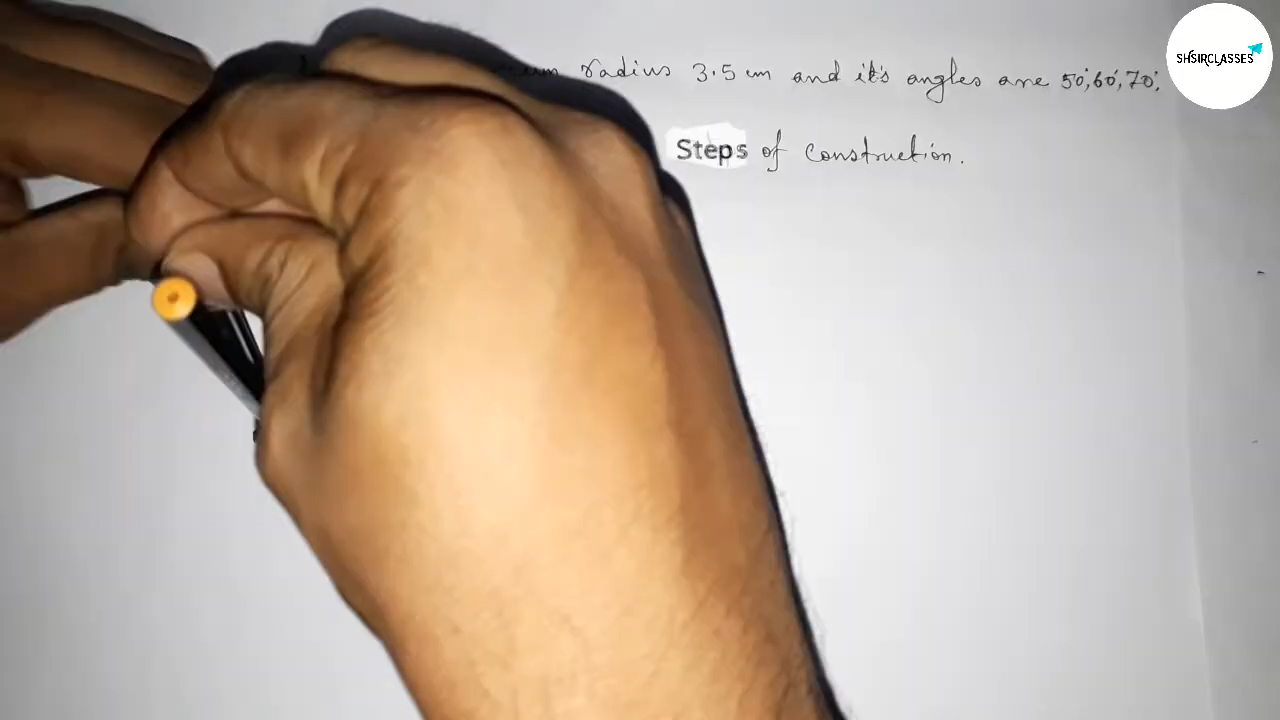 radius 3.5 cm and it's angles are 50°, 60°, 70°,
Steps of construction.
SHSIRCLASSES